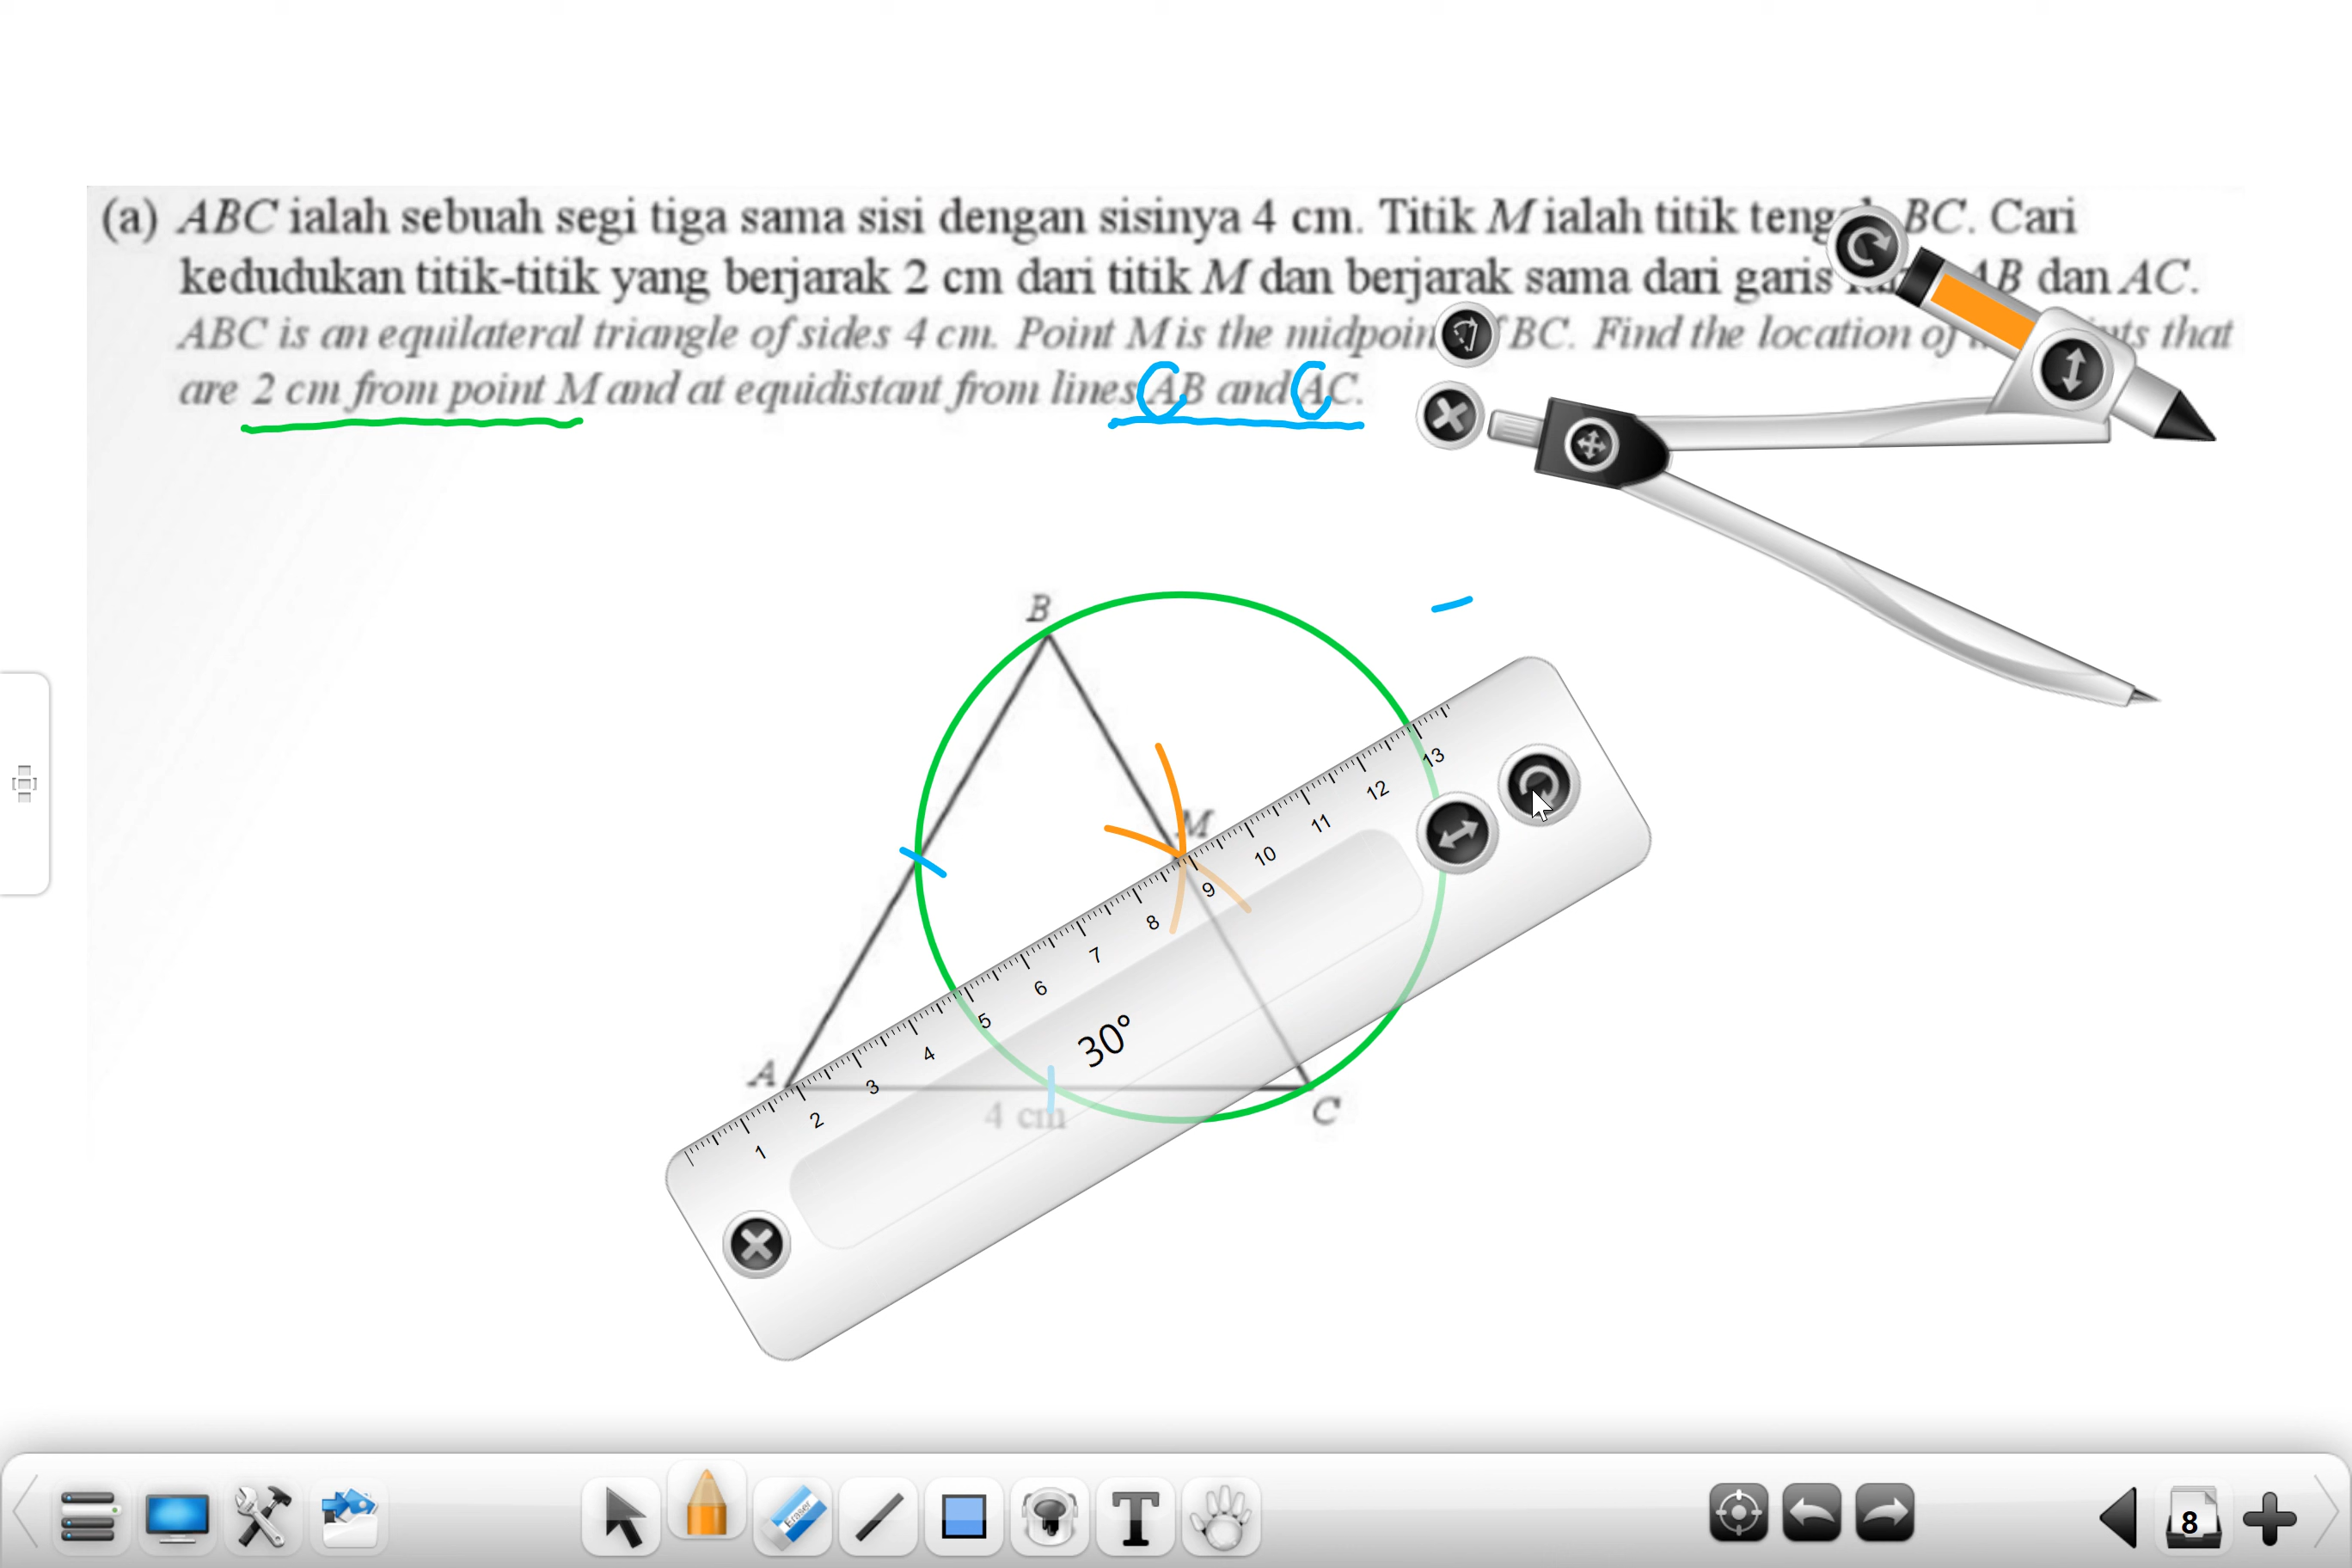 (a) ABC ialah sebuah segi tiga sama sisi dengan sisinya 4 cm. Titik M ialah titik BC. Cari
kedudukan titik-titik yang berjarak 2 cm dari titik M dan berjarak sama dari garis AB dan AC.
ABC is an equilateral triangle of sides 4 cm. Point M is the BC. Find the location of that
are 2 cm from point M and at equidistant from lines AB and AC.
B
M
A
C
4 cm
1 2 3 4 5 6 7 8 9 10 11 12 13
30°
Eraser
T
8